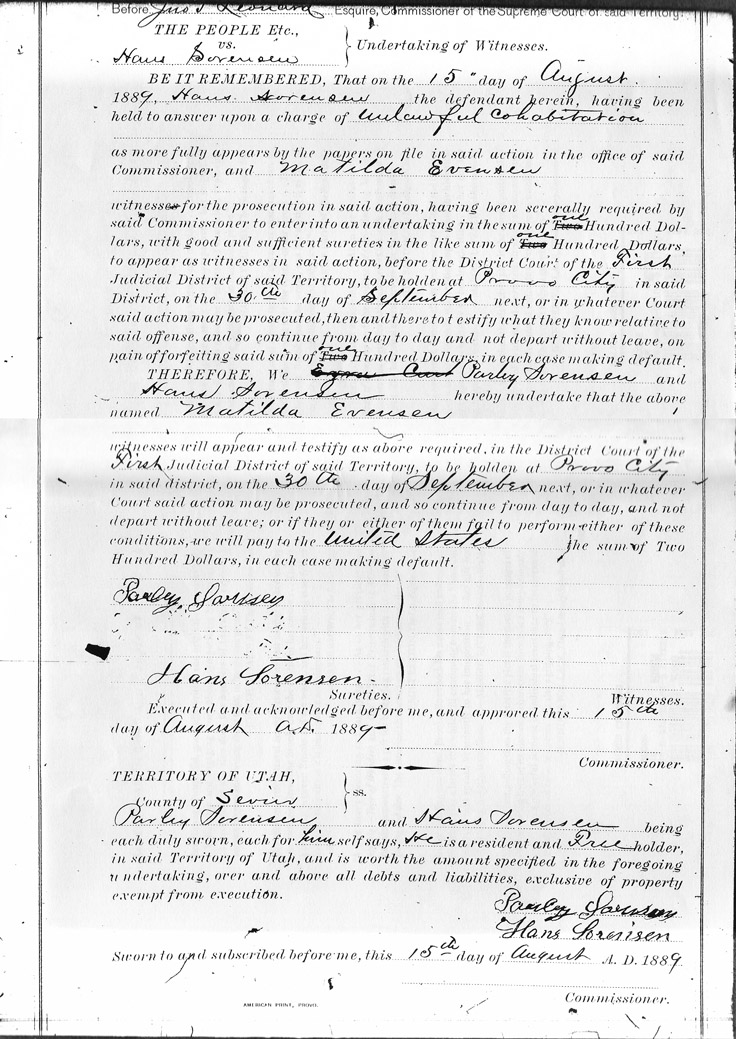 Before Jno. T. Leonard Esquire, Commissioner of the Supreme Court of said Territory.
THE PEOPLE Etc.,
vs.
Hans Sorensen
Undertaking of Witnesses.
BE IT REMEMBERED, That on the 15" day of August
1889, Hans Sorensen the defendant herein, having been
held to answer upon a charge of unlawful cohabitation
as more fully appears by the papers on file in said action in the office of said
Commissioner, and Matilda Evensen
witnesses for the prosecution in said action, having been severally required by
said Commissioner to enter into an undertaking in the sum of Two one Hundred Dol-
lars, with good and sufficient sureties in the like sum of Two one Hundred Dollars,
to appear as witnesses in said action, before the District Court of the First
Judicial District of said Territory, to be holden at Provo City in said
District, on the 30th day of September next, or in whatever Court
said action may be prosecuted, then and there to testify what they know relative to
said offense, and so continue from day to day and not depart without leave, on
pain of forfeiting said sum of Two one Hundred Dollars, in each case making default.
THEREFORE, We Parley Sorensen and
Hans Sorensen hereby undertake that the above
named Matilda Evensen
witnesses will appear and testify as above required, in the District Court of the
First Judicial District of said Territory, to be holden at Provo City
in said district, on the 30th day of September next, or in whatever
Court said action may be prosecuted, and so continue from day to day, and not
depart without leave; or if they or either of them fail to perform either of these
conditions, we will pay to the United States the sum of Two
Hundred Dollars, in each case making default.
Parley Sorensen
Hans Sorensen
Sureties.
Witnesses.
Executed and acknowledged before me, and approved this 15th
day of August A.D. 1889
Commissioner.
TERRITORY OF UTAH,
County of Sevier
ss.
Parley Sorensen and Hans Sorensen being
each duly sworn, each for himself says, He is a resident and Free holder,
in said Territory of Utah, and is worth the amount specified in the foregoing
undertaking, over and above all debts and liabilities, exclusive of property
exempt from execution.
Parley Sorensen
Hans Sorensen
Sworn to and subscribed before me, this 15th day of August A. D. 1889
Commissioner.
AMERICAN PRINT, PROVO.